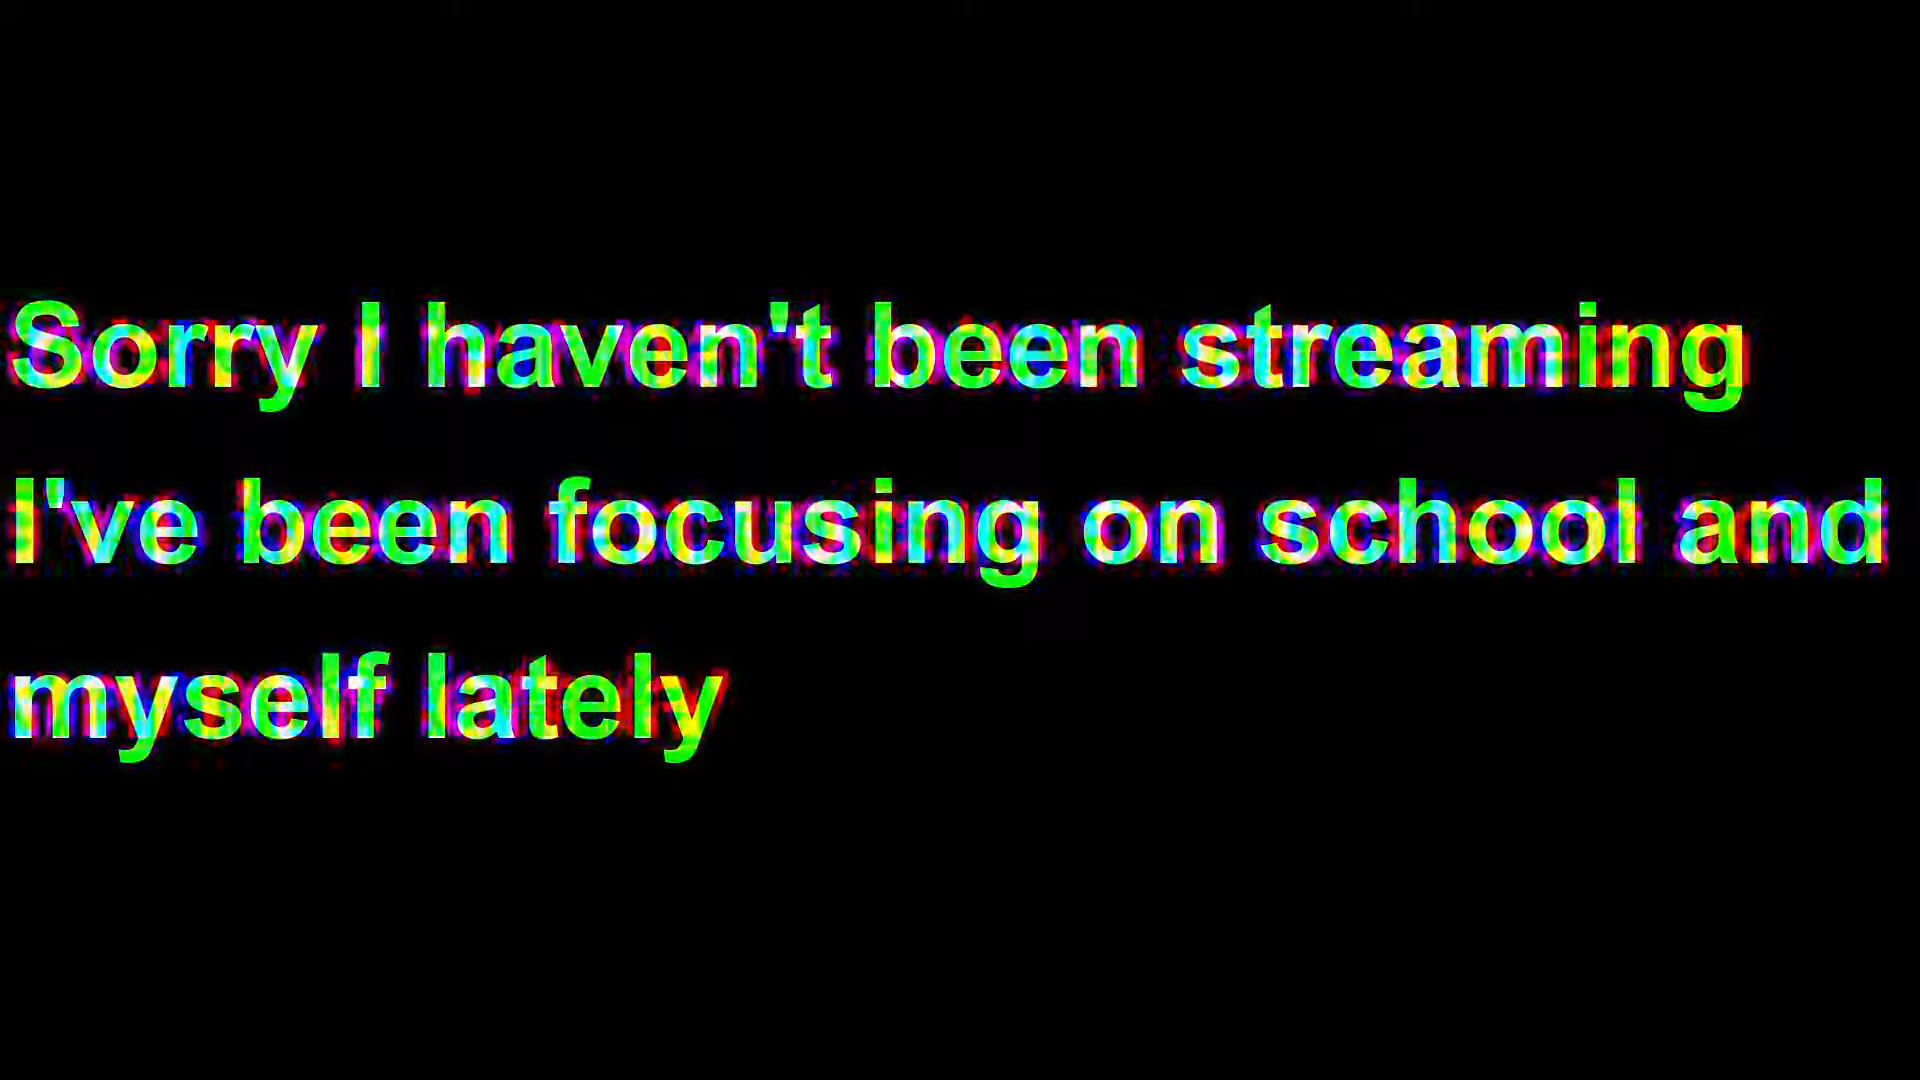 Sorry I haven't been streaming
I've been focusing on school and
myself lately